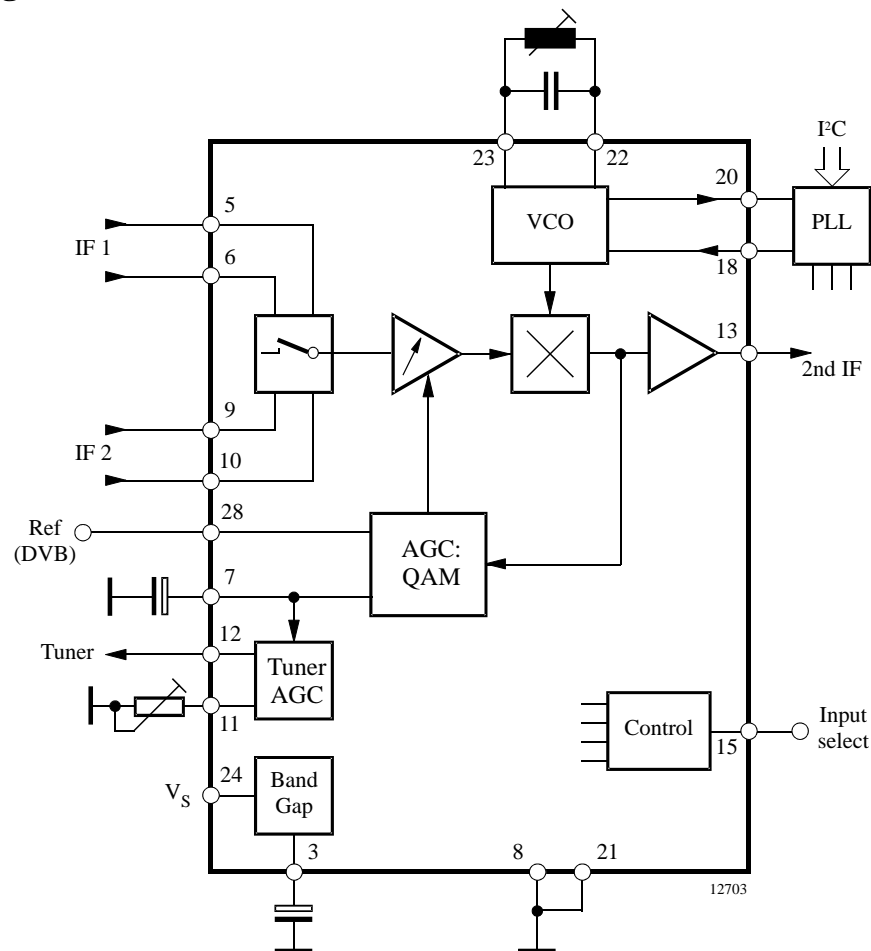 I²C
23
22
20
5
VCO
PLL
IF 1
6
18
13
2nd IF
9
IF 2
10
28
Ref
(DVB)
AGC:
QAM
7
12
Tuner
Tuner
AGC
11
Control
15
Input
select
24
Band
Gap
VS
3
8
21
12703